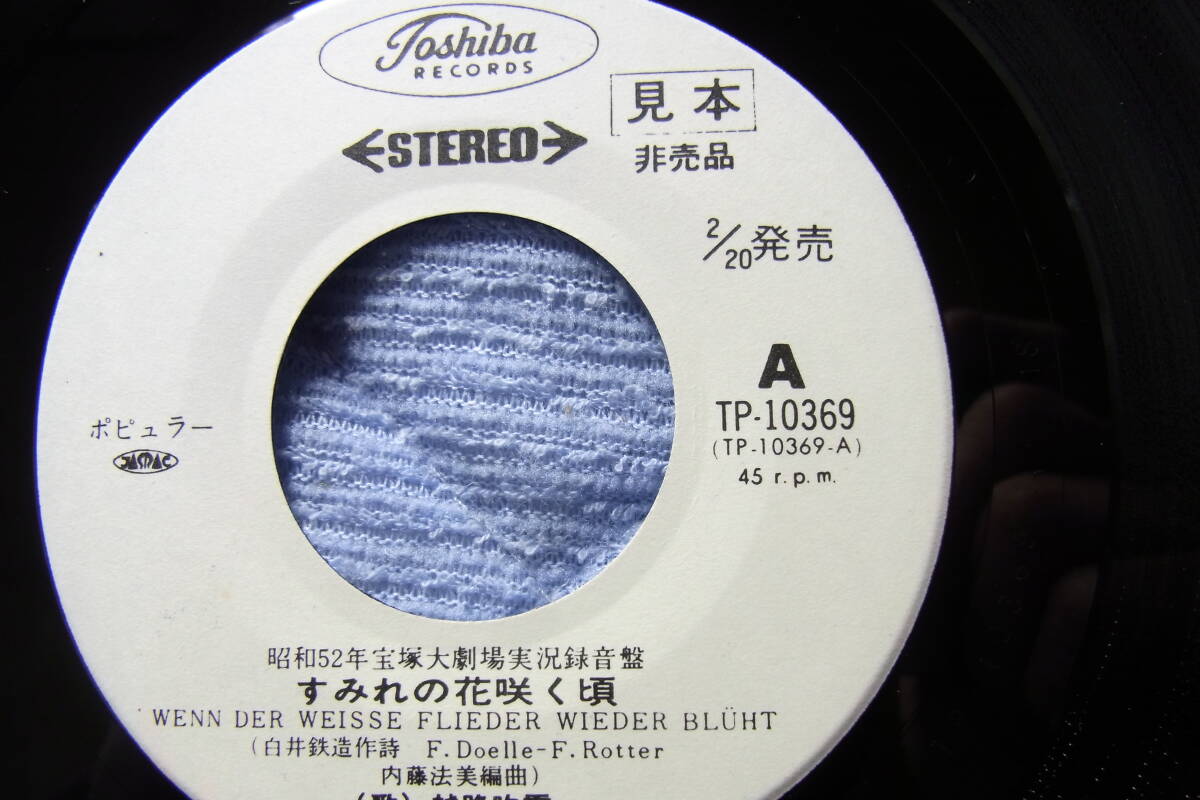 Toshiba
RECORDS
見本
非売品
STEREO
2/20発売
A
TP-10369
(TP-10369-A)
45 r.p.m.
ポピュラー
JASRAC
昭和52年宝塚大劇場実況録音盤
すみれの花咲く頃
WENN DER WEISSE FLIEDER WIEDER BLÜHT
(白井鉄造作詩 F.Doelle-F.Rotter
内藤法美編曲)
(歌)